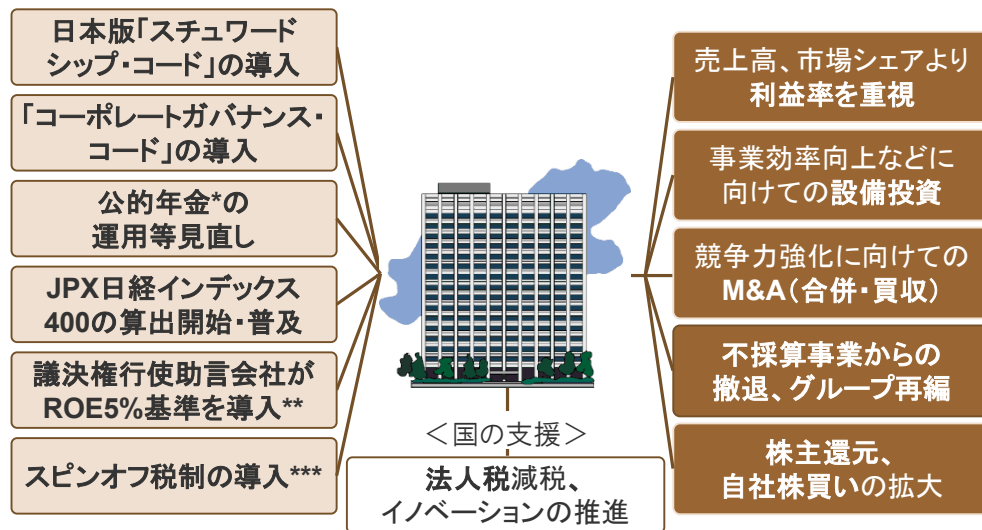 日本版「スチュワード
シップ・コード」の導入
「コーポレートガバナンス・
コード」の導入
公的年金*の
運用等見直し
JPX日経インデックス
400の算出開始・普及
議決権行使助言会社が
ROE5%基準を導入**
スピンオフ税制の導入***
＜国の支援＞
法人税減税、
イノベーションの推進
売上高、市場シェアより
利益率を重視
事業効率向上などに
向けての設備投資
競争力強化に向けての
M&A（合併・買収）
不採算事業からの
撤退、グループ再編
株主還元、
自社株買いの拡大